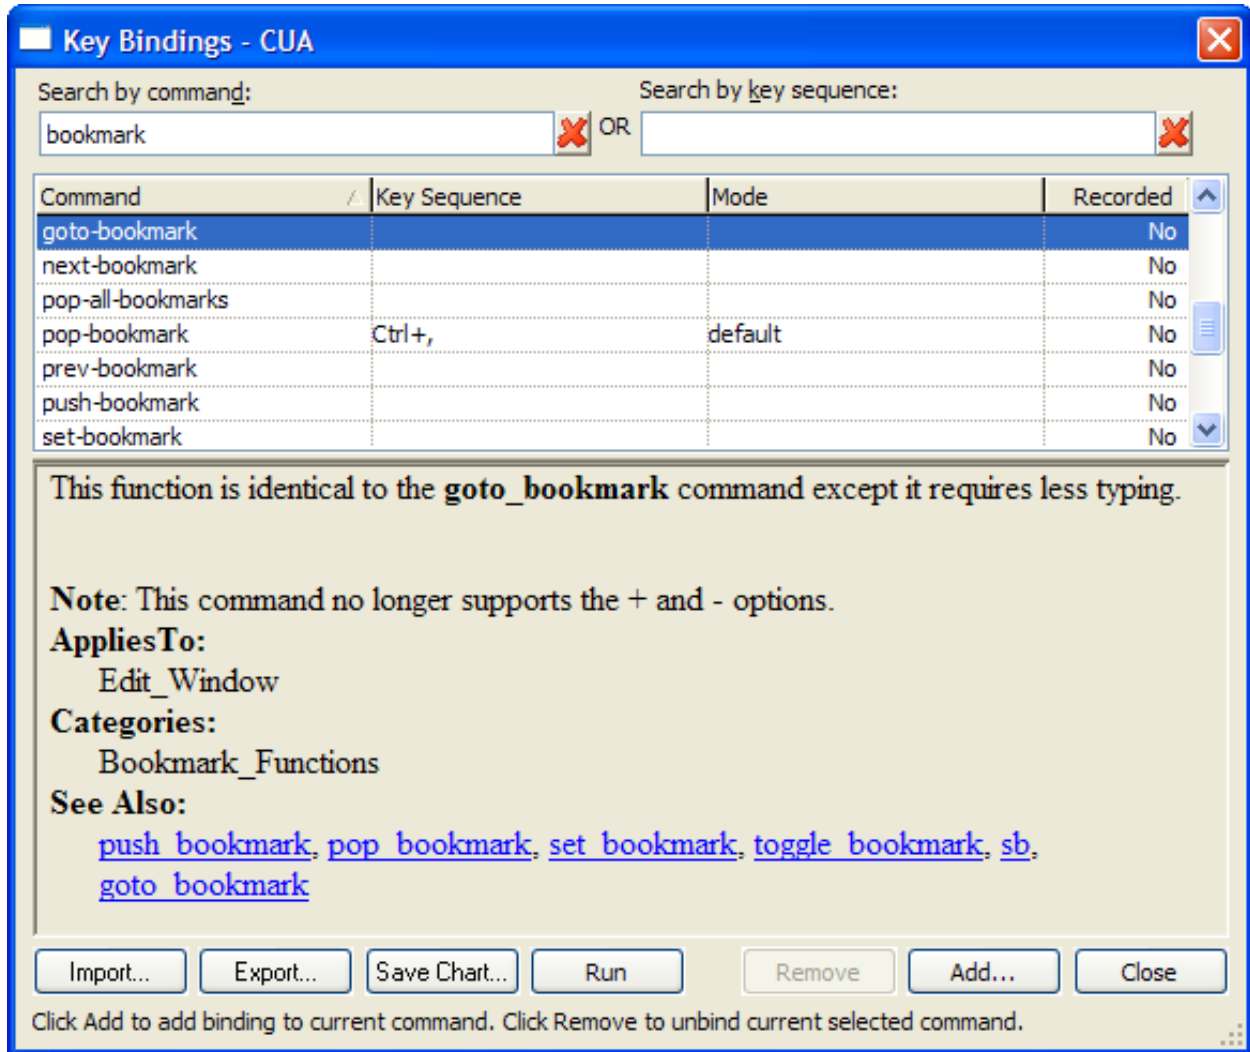 Key Bindings - CUA
Search by command: Search by key sequence:
bookmark OR
Command Key Sequence Mode Recorded
goto-bookmark No
next-bookmark No
pop-all-bookmarks No
pop-bookmark Ctrl+, default No
prev-bookmark No
push-bookmark No
set-bookmark No
This function is identical to the goto_bookmark command except it requires less typing.
Note: This command no longer supports the + and - options.
AppliesTo:
Edit_Window
Categories:
Bookmark_Functions
See Also:
push_bookmark, pop_bookmark, set_bookmark, toggle_bookmark, sb,
goto_bookmark
Import... Export... Save Chart... Run Remove Add... Close
Click Add to add binding to current command. Click Remove to unbind current selected command.